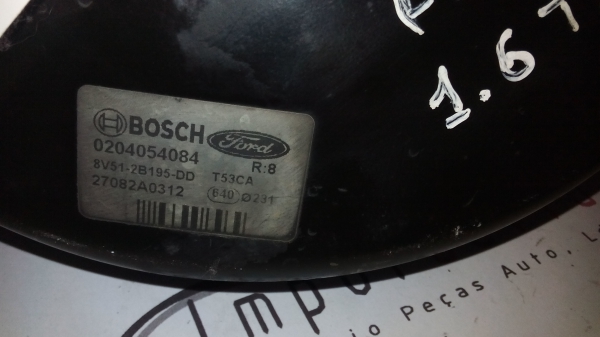 1.6
BOSCH Ford
0204054084 R:8
8V51-2B195-DD T53CA
27082A0312 840 Ø231
Peças Auto, L